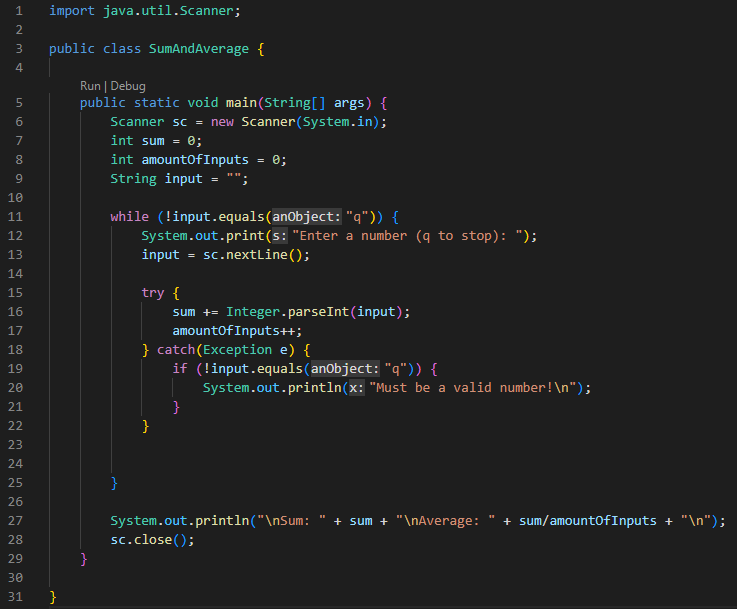 1 import java.util.Scanner;
2
3 public class SumAndAverage {
4
Run | Debug
5 public static void main(String[] args) {
6 Scanner sc = new Scanner(System.in);
7 int sum = 0;
8 int amountOfInputs = 0;
9 String input = "";
10
11 while (!input.equals(anObject: "q")) {
12 System.out.print(s: "Enter a number (q to stop): ");
13 input = sc.nextLine();
14
15 try {
16 sum += Integer.parseInt(input);
17 amountOfInputs++;
18 } catch(Exception e) {
19 if (!input.equals(anObject: "q")) {
20 System.out.println(x: "Must be a valid number!\n");
21 }
22 }
23
24
25 }
26
27 System.out.println("\nSum: " + sum + "\nAverage: " + sum/amountOfInputs + "\n");
28 sc.close();
29 }
30
31 }